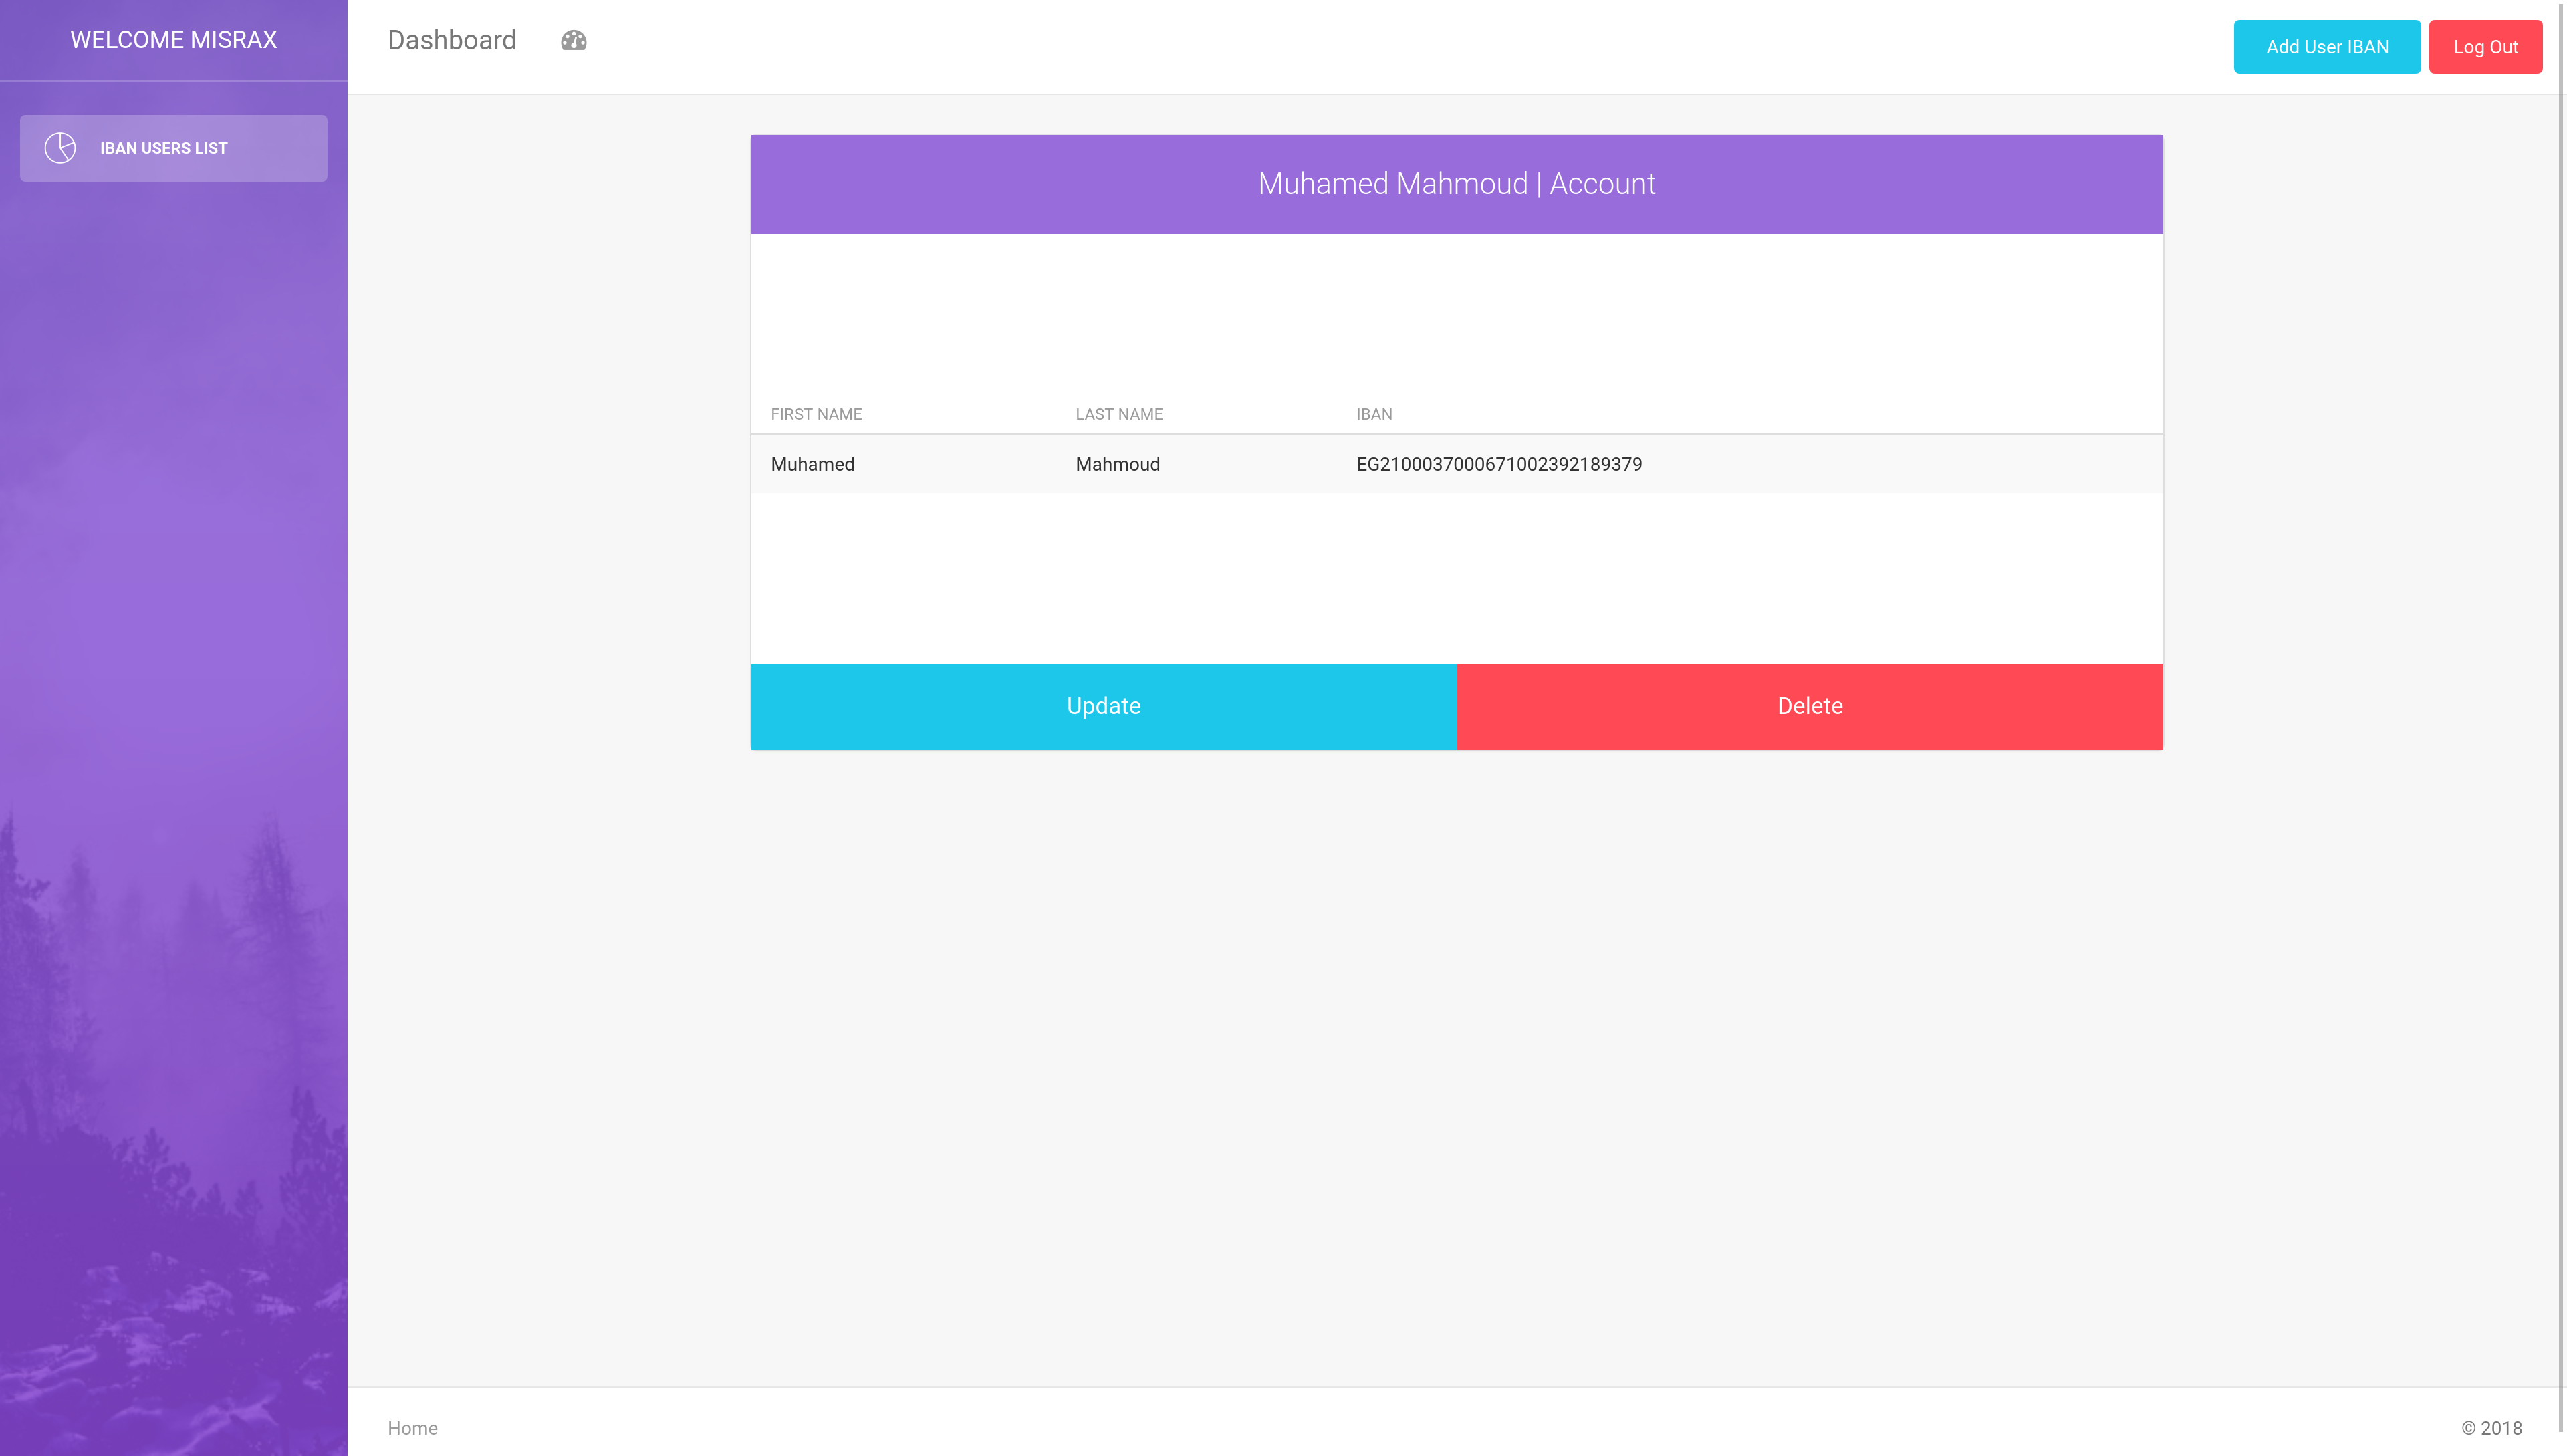 WELCOME MISRAX
IBAN USERS LIST
Dashboard
Add User IBAN
Log Out
Muhamed Mahmoud | Account
FIRST NAME LAST NAME IBAN
Muhamed Mahmoud EG2100037000671002392189379
Update
Delete
Home
© 2018